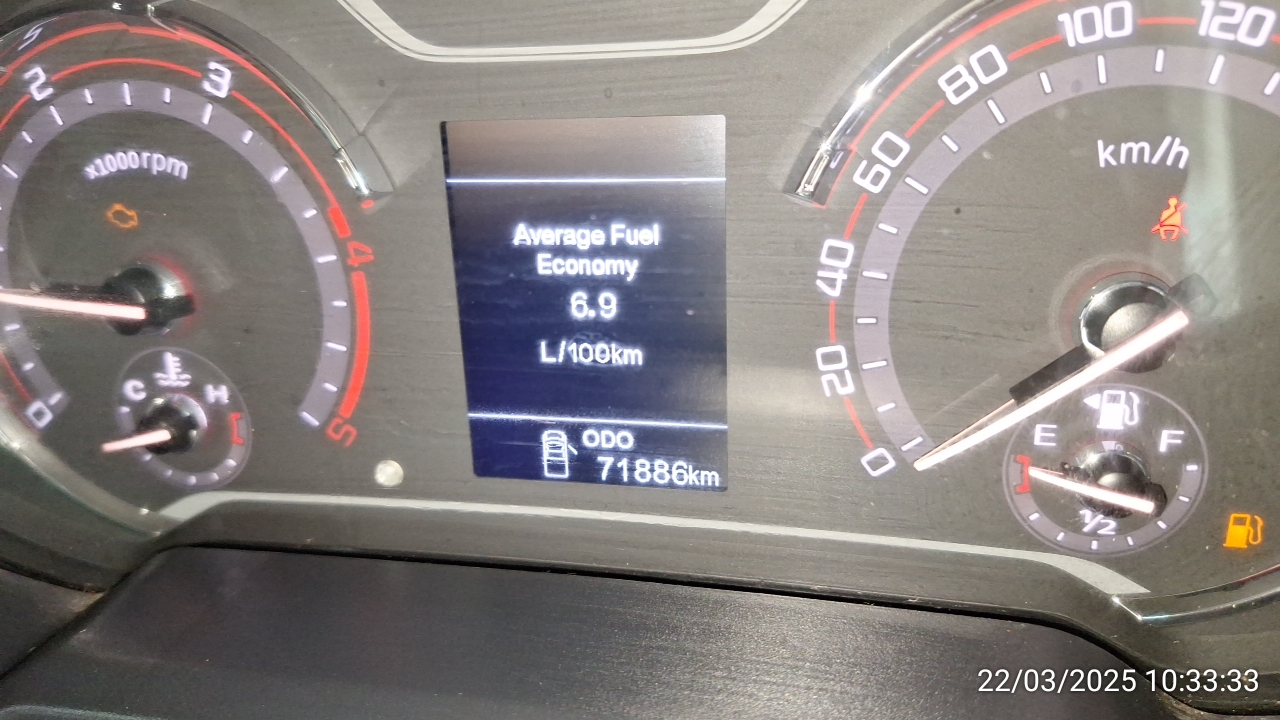 2
3
4
5
0
x1000rpm
C
H
Average Fuel
Economy
6.9
L/100km
ODO
71886km
0
20
40
60
80
100
120
km/h
E
F
1/2
22/03/2025 10:33:33